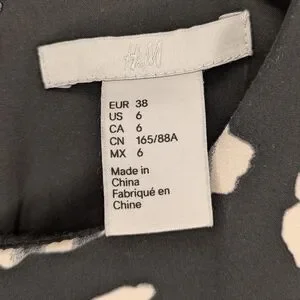 H&M
EUR 38
US 6
CA 6
CN 165/88A
MX 6
Made in
China
Fabriqué en
Chine